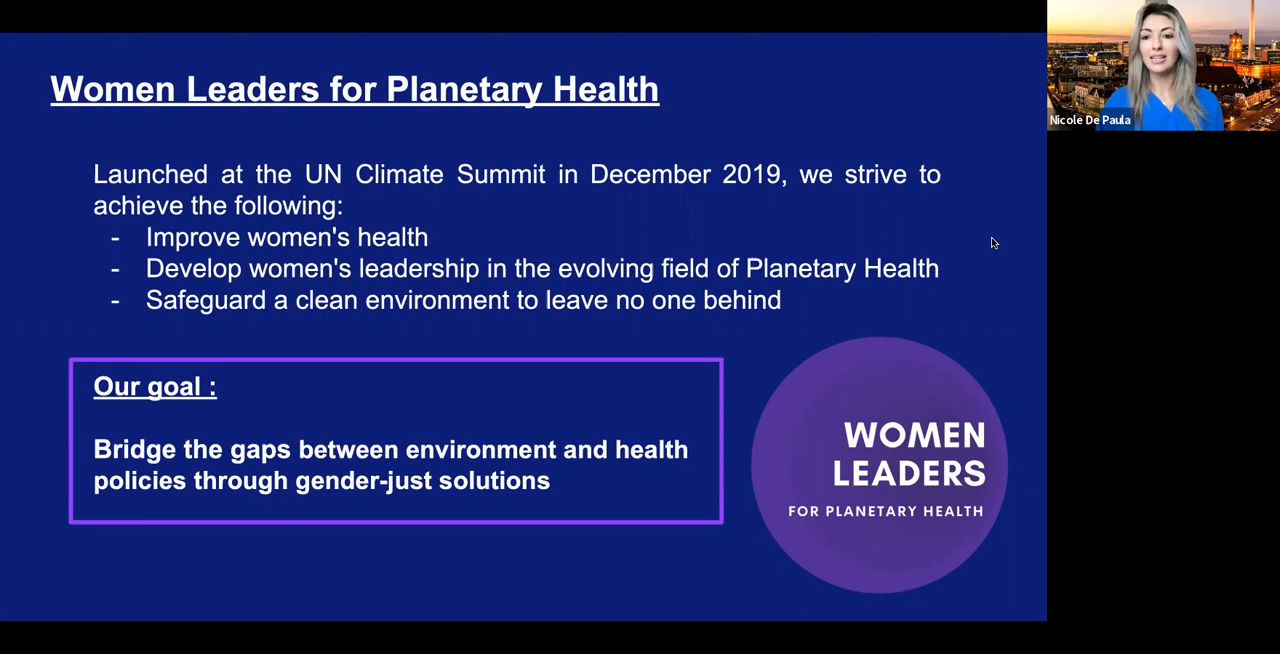 Women Leaders for Planetary Health
Launched at the UN Climate Summit in December 2019, we strive to
achieve the following:
- Improve women's health
- Develop women's leadership in the evolving field of Planetary Health
- Safeguard a clean environment to leave no one behind
Our goal :
Bridge the gaps between environment and health
policies through gender-just solutions
WOMEN
LEADERS
FOR PLANETARY HEALTH
Nicole De Paula